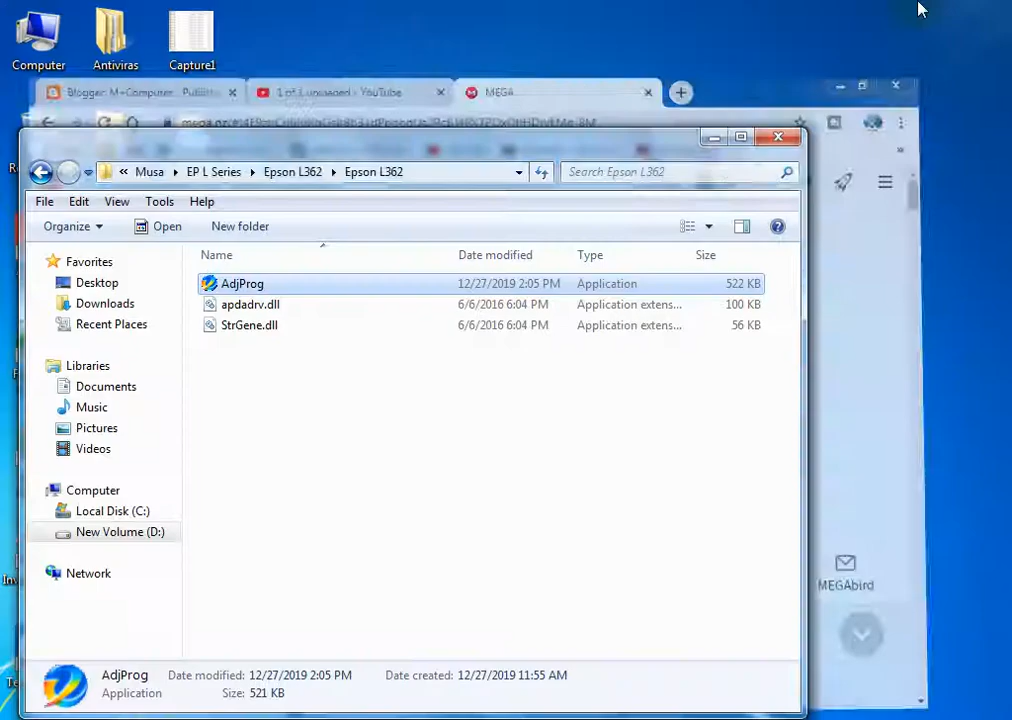 Computer
Antiviras
Capture1
Blogger: M+Computer
1 of 1 uploaded - YouTube
MEGA
Musa
EP L Series
Epson L362
Epson L362
Search Epson L362
File Edit View Tools Help
Organize Open New folder
Name Date modified Type Size
AdjProg 12/27/2019 2:05 PM Application 522 KB
apdadrv.dll 6/6/2016 6:04 PM Application extens... 100 KB
StrGene.dll 6/6/2016 6:04 PM Application extens... 56 KB
Favorites
Desktop
Downloads
Recent Places
Libraries
Documents
Music
Pictures
Videos
Computer
Local Disk (C:)
New Volume (D:)
Network
MEGAbird
AdjProg Date modified: 12/27/2019 2:05 PM Date created: 12/27/2019 11:55 AM
Application Size: 521 KB